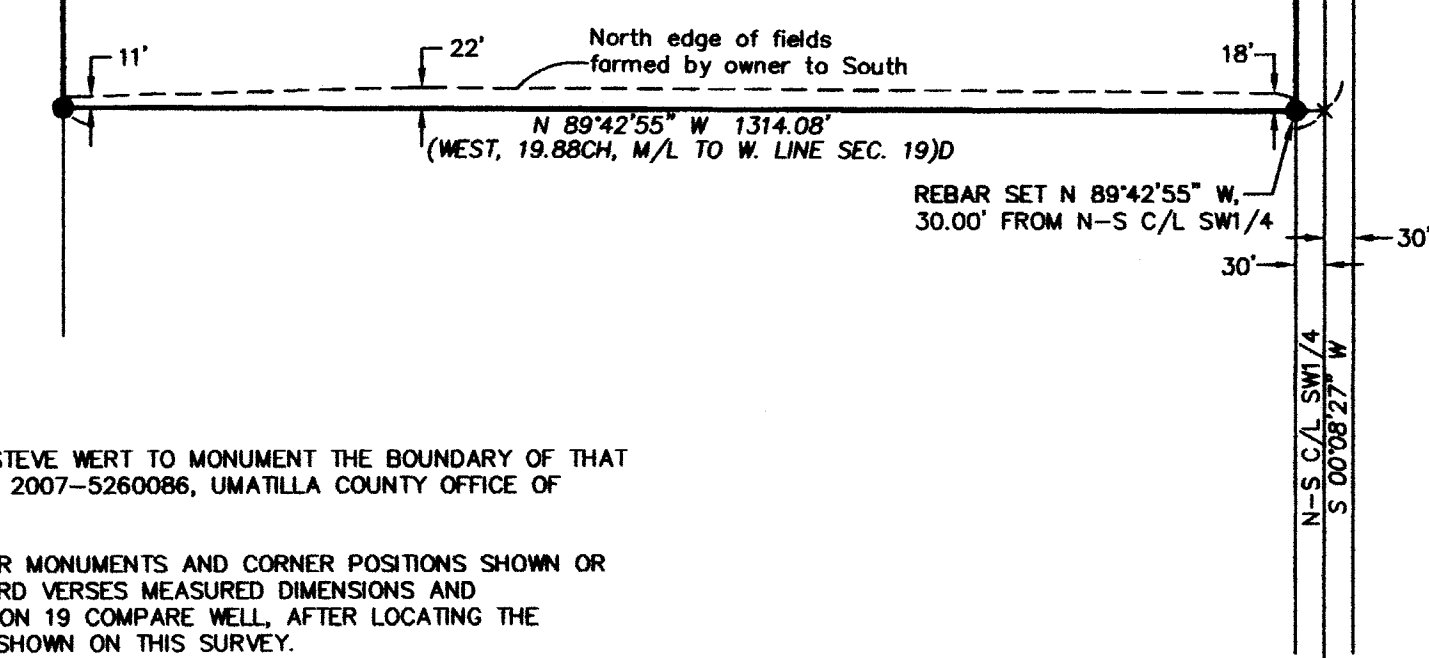 11'
22'
North edge of fields
farmed by owner to South
18'
N 89°42'55" W 1314.08'
(WEST, 19.88CH, M/L TO W. LINE SEC. 19)D
REBAR SET N 89°42'55" W,
30.00' FROM N-S C/L SW1/4
30'
30'
N-S C/L SW1/4
S 00°08'27" W
STEVE WERT TO MONUMENT THE BOUNDARY OF THAT
2007-5260086, UMATILLA COUNTY OFFICE OF
R MONUMENTS AND CORNER POSITIONS SHOWN OR
RD VERSES MEASURED DIMENSIONS AND
ON 19 COMPARE WELL, AFTER LOCATING THE
SHOWN ON THIS SURVEY.